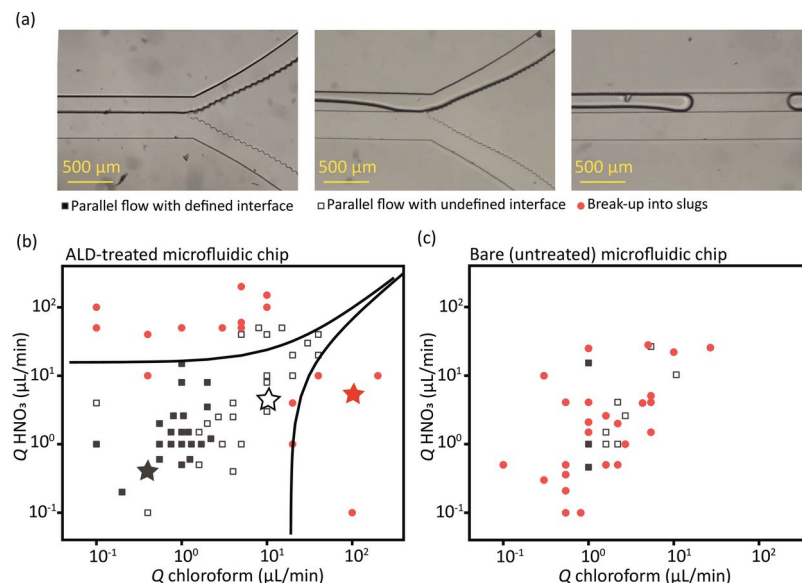 (a)
500 μm
500 μm
500 μm
Parallel flow with defined interface
Parallel flow with undefined interface
Break-up into slugs
(b)
ALD-treated microfluidic chip
(c)
Bare (untreated) microfluidic chip
Q HNO₃ (μL/min)
10²
10¹
10⁰
10⁻¹
10⁻¹
10⁰
10¹
10²
Q chloroform (μL/min)
Q HNO₃ (μL/min)
10²
10¹
10⁰
10⁻¹
10⁻¹
10⁰
10¹
10²
Q chloroform (μL/min)